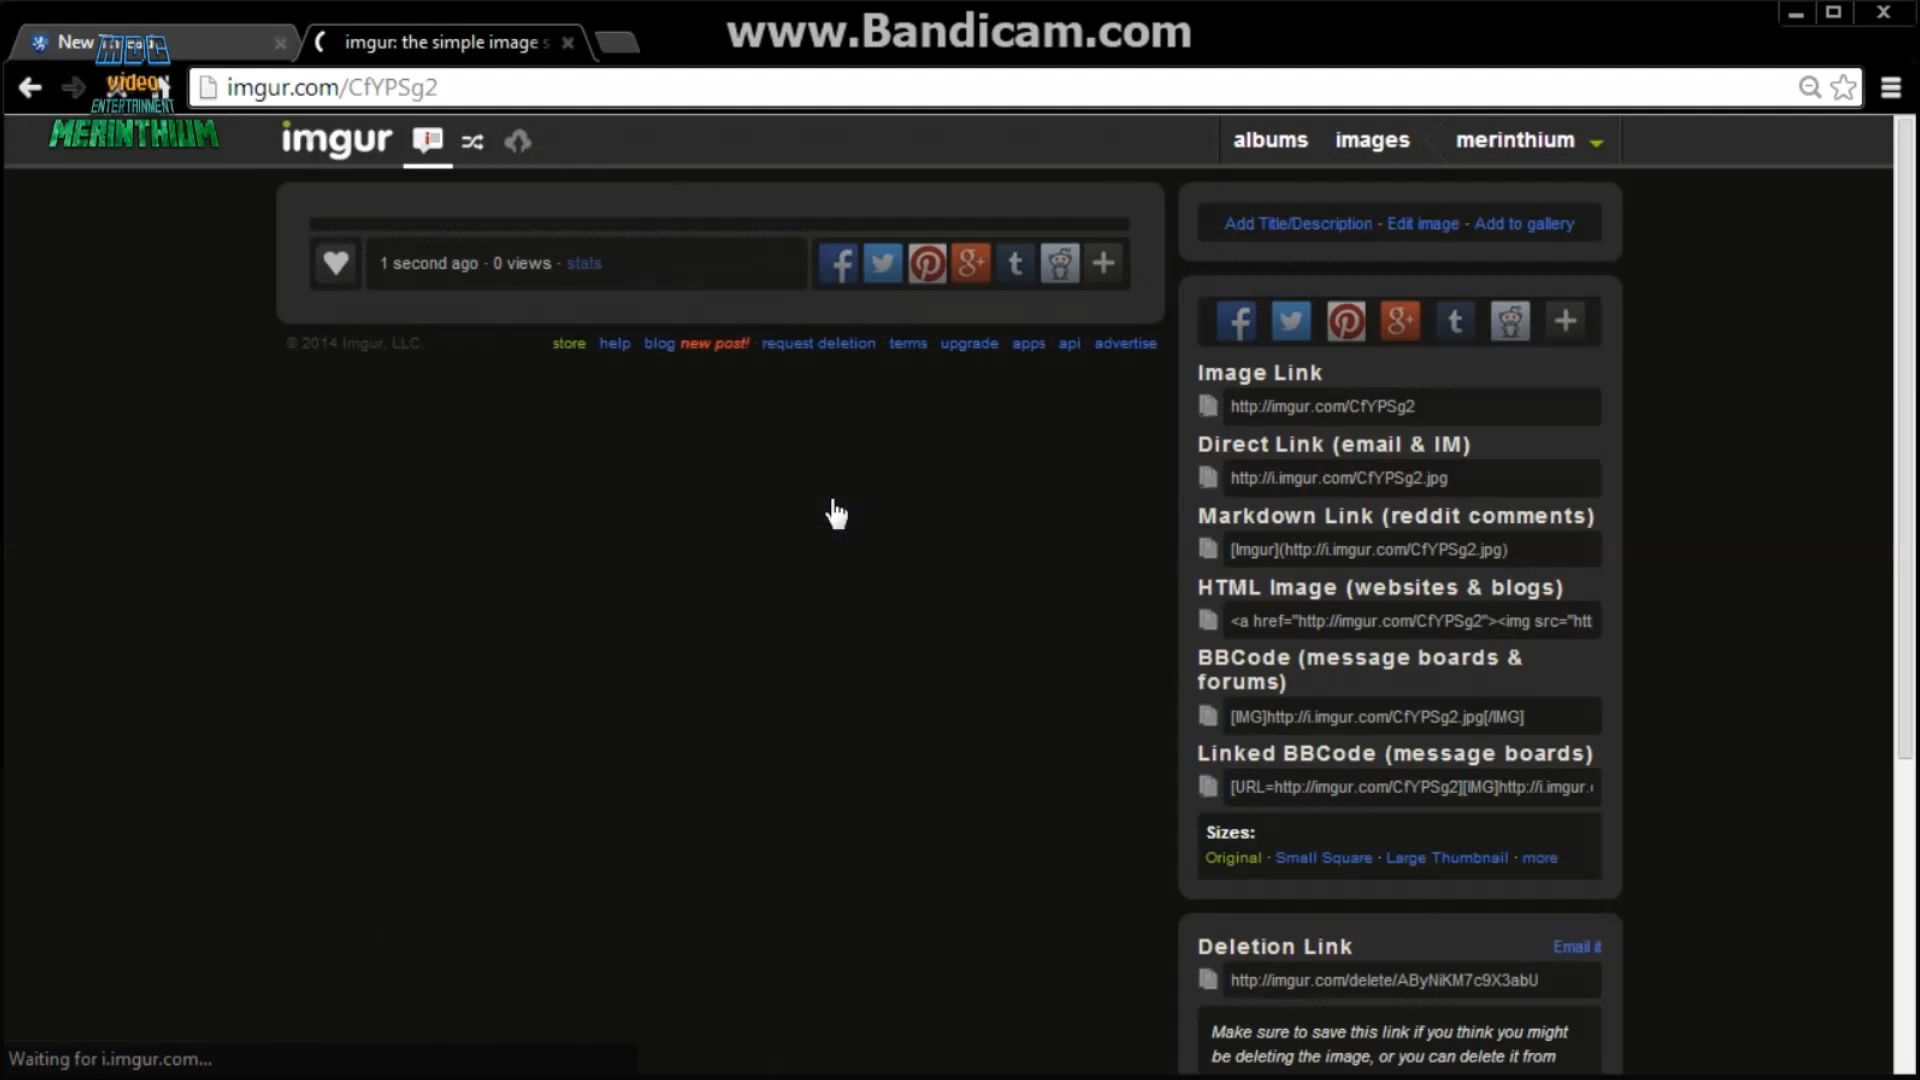 www.Bandicam.com
New Thread
imgur: the simple image s
MDC
video
ENTERTAINMENT
MERINTHIUM
imgur.com/CfYPSg2
imgur
albums
images
merinthium
1 second ago · 0 views · stats
Add Title/Description - Edit image - Add to gallery
© 2014 Imgur, LLC.
store help blog new post! request deletion terms upgrade apps api advertise
Image Link
http://imgur.com/CfYPSg2
Direct Link (email & IM)
http://i.imgur.com/CfYPSg2.jpg
Markdown Link (reddit comments)
[Imgur](http://i.imgur.com/CfYPSg2.jpg)
HTML Image (websites & blogs)
<a href="http://imgur.com/CfYPSg2"><img src="htt
BBCode (message boards &
forums)
[IMG]http://i.imgur.com/CfYPSg2.jpg[/IMG]
Linked BBCode (message boards)
[URL=http://imgur.com/CfYPSg2][IMG]http://i.imgur.
Sizes:
Original · Small Square · Large Thumbnail · more
Deletion Link
Email it
http://imgur.com/delete/AByNiKM7c9X3abU
Make sure to save this link if you think you might
be deleting the image, or you can delete it from
Waiting for i.imgur.com...